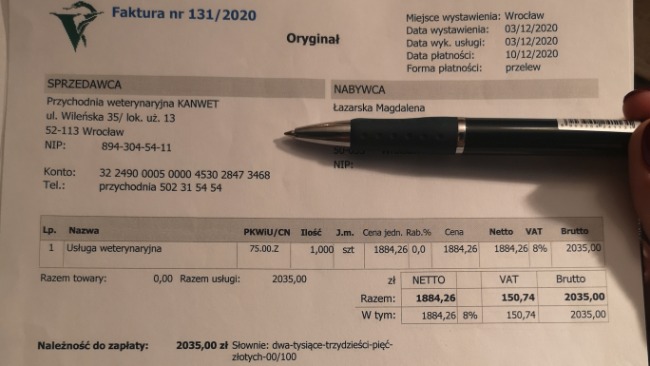 Faktura nr 131/2020
Oryginał
Miejsce wystawienia: Wrocław
Data wystawienia: 03/12/2020
Data wyk. usługi: 03/12/2020
Data płatności: 10/12/2020
Forma płatności: przelew
SPRZEDAWCA
Przychodnia weterynaryjna KANWET
ul. Wileńska 35/ lok. uż. 13
52-113 Wrocław
NIP: 894-304-54-11
Konto: 32 2490 0005 0000 4530 2847 3468
Tel.: przychodnia 502 31 54 54
NABYWCA
Łazarska Magdalena
NIP:
Lp. Nazwa PKWiU/CN Ilość J.m. Cena jedn. Rab.% Cena Netto VAT Brutto
1 Usługa weterynaryjna 75.00.Z 1,000 szt 1884,26 0,0 1884,26 1884,26 8% 2035,00
Razem towary: 0,00 Razem usługi: 2035,00 zł NETTO VAT Brutto
Razem: 1884,26 150,74 2035,00
W tym: 1884,26 8% 150,74 2035,00
Należność do zapłaty: 2035,00 zł Słownie: dwa-tysiące-trzydzieści-pięć-
złotych-00/100